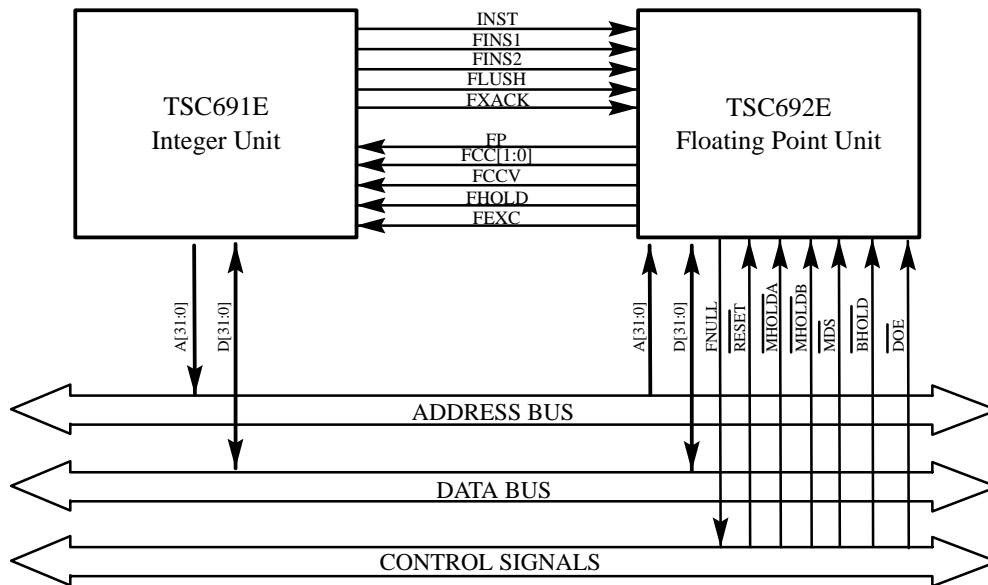 INST
FINS1
FINS2
FLUSH
FXACK
TSC691E
Integer Unit
TSC692E
Floating Point Unit
FP
FCC[1:0]
FCCV
FHOLD
FEXC
A[31:0]
D[31:0]
A[31:0]
D[31:0]
FNULL
RESET
MHOLDA
MHOLDB
MDS
BHOLD
DOE
ADDRESS BUS
DATA BUS
CONTROL SIGNALS